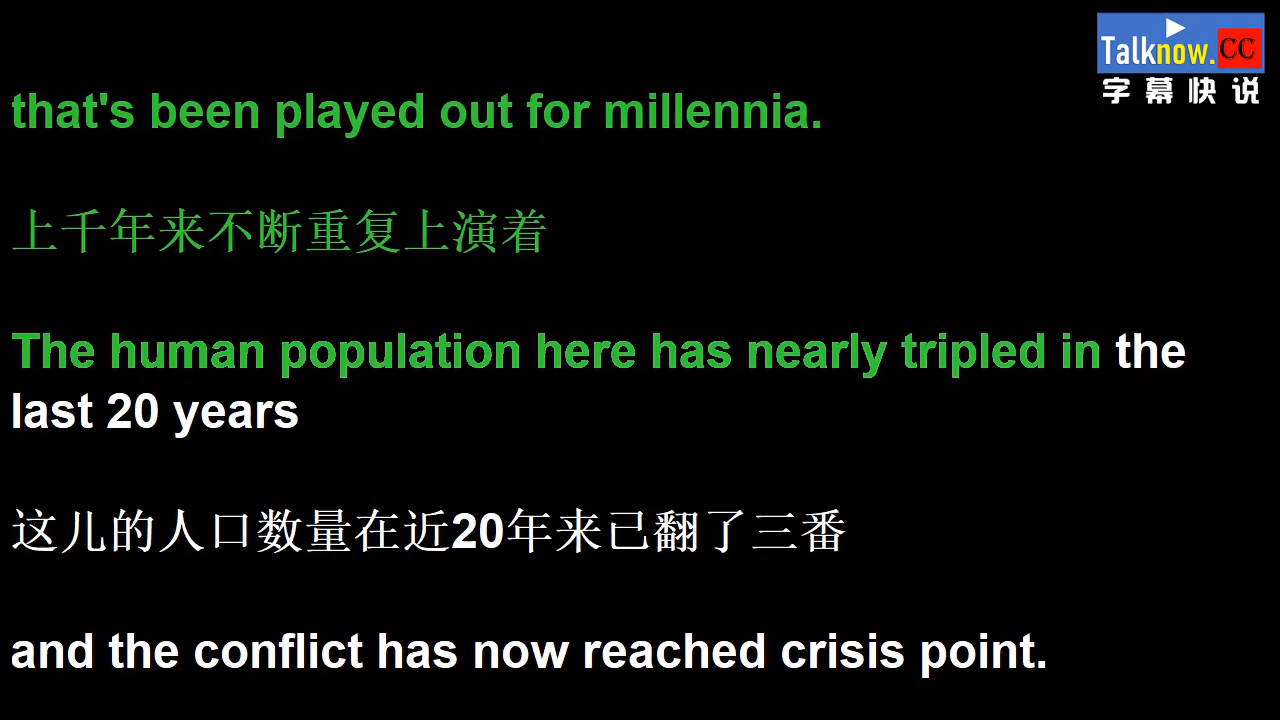 Talknow.CC
字幕快说
that's been played out for millennia.
上千年来不断重复上演着
The human population here has nearly tripled in the
last 20 years
这儿的人口数量在近20年来已翻了三番
and the conflict has now reached crisis point.